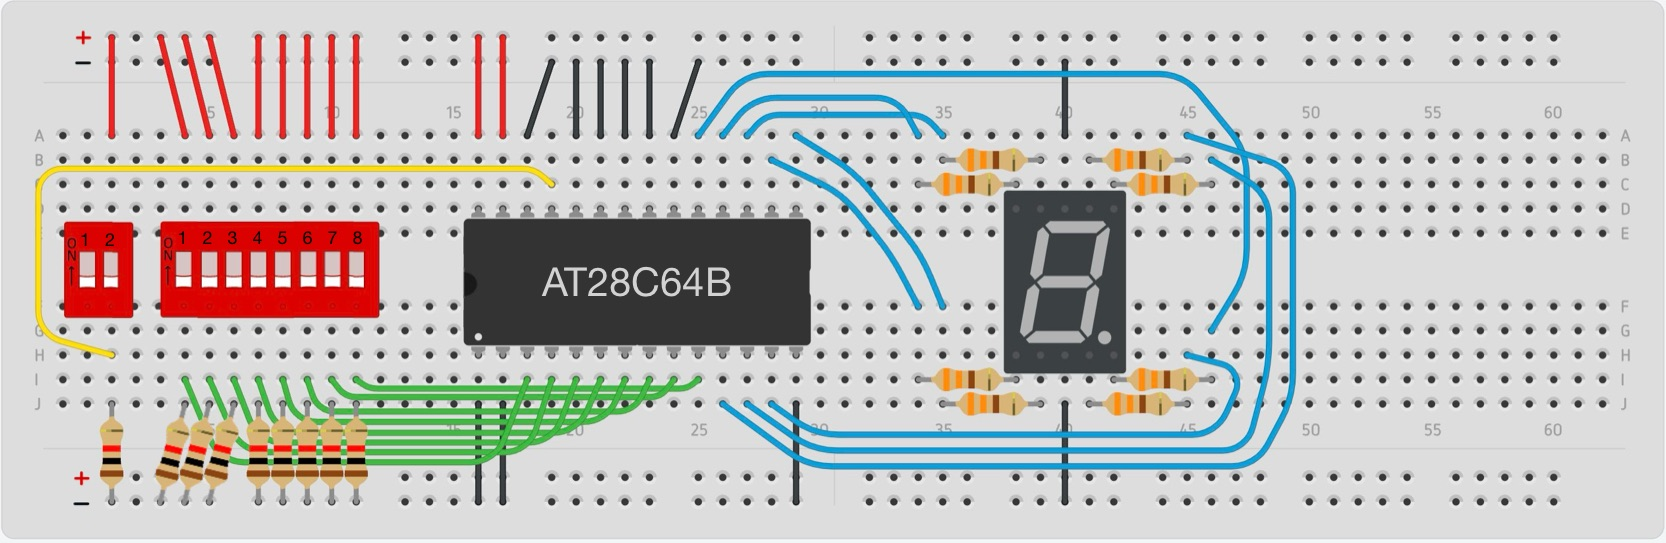 +
−
5 10 15 20 25 30 35 40 45 50 55 60
A A
B B
C
D
E
ON 1 2 ON 1 2 3 4 5 6 7 8
AT28C64B
F
G G
H H
I I
J J
15 20 25 30 35 40 45 50 55 60
+
−